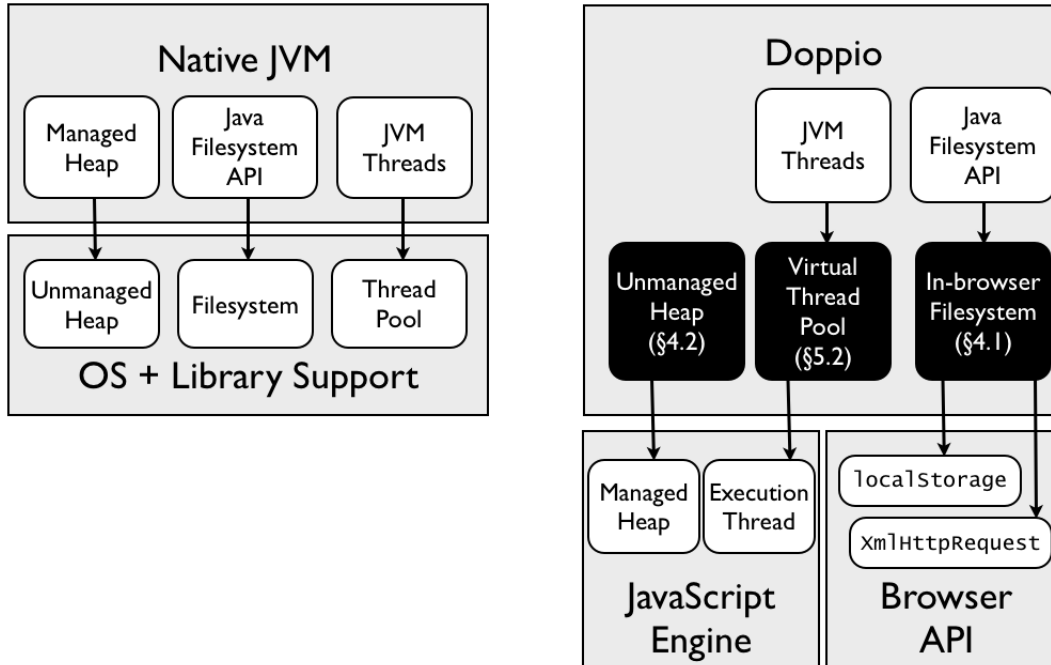 Native JVM
Managed
Heap
Java
Filesystem
API
JVM
Threads
Unmanaged
Heap
Filesystem
Thread
Pool
OS + Library Support
Doppio
JVM
Threads
Java
Filesystem
API
Unmanaged
Heap
(§4.2)
Virtual
Thread
Pool
(§5.2)
In-browser
Filesystem
(§4.1)
Managed
Heap
Execution
Thread
JavaScript
Engine
localStorage
XmlHttpRequest
Browser
API